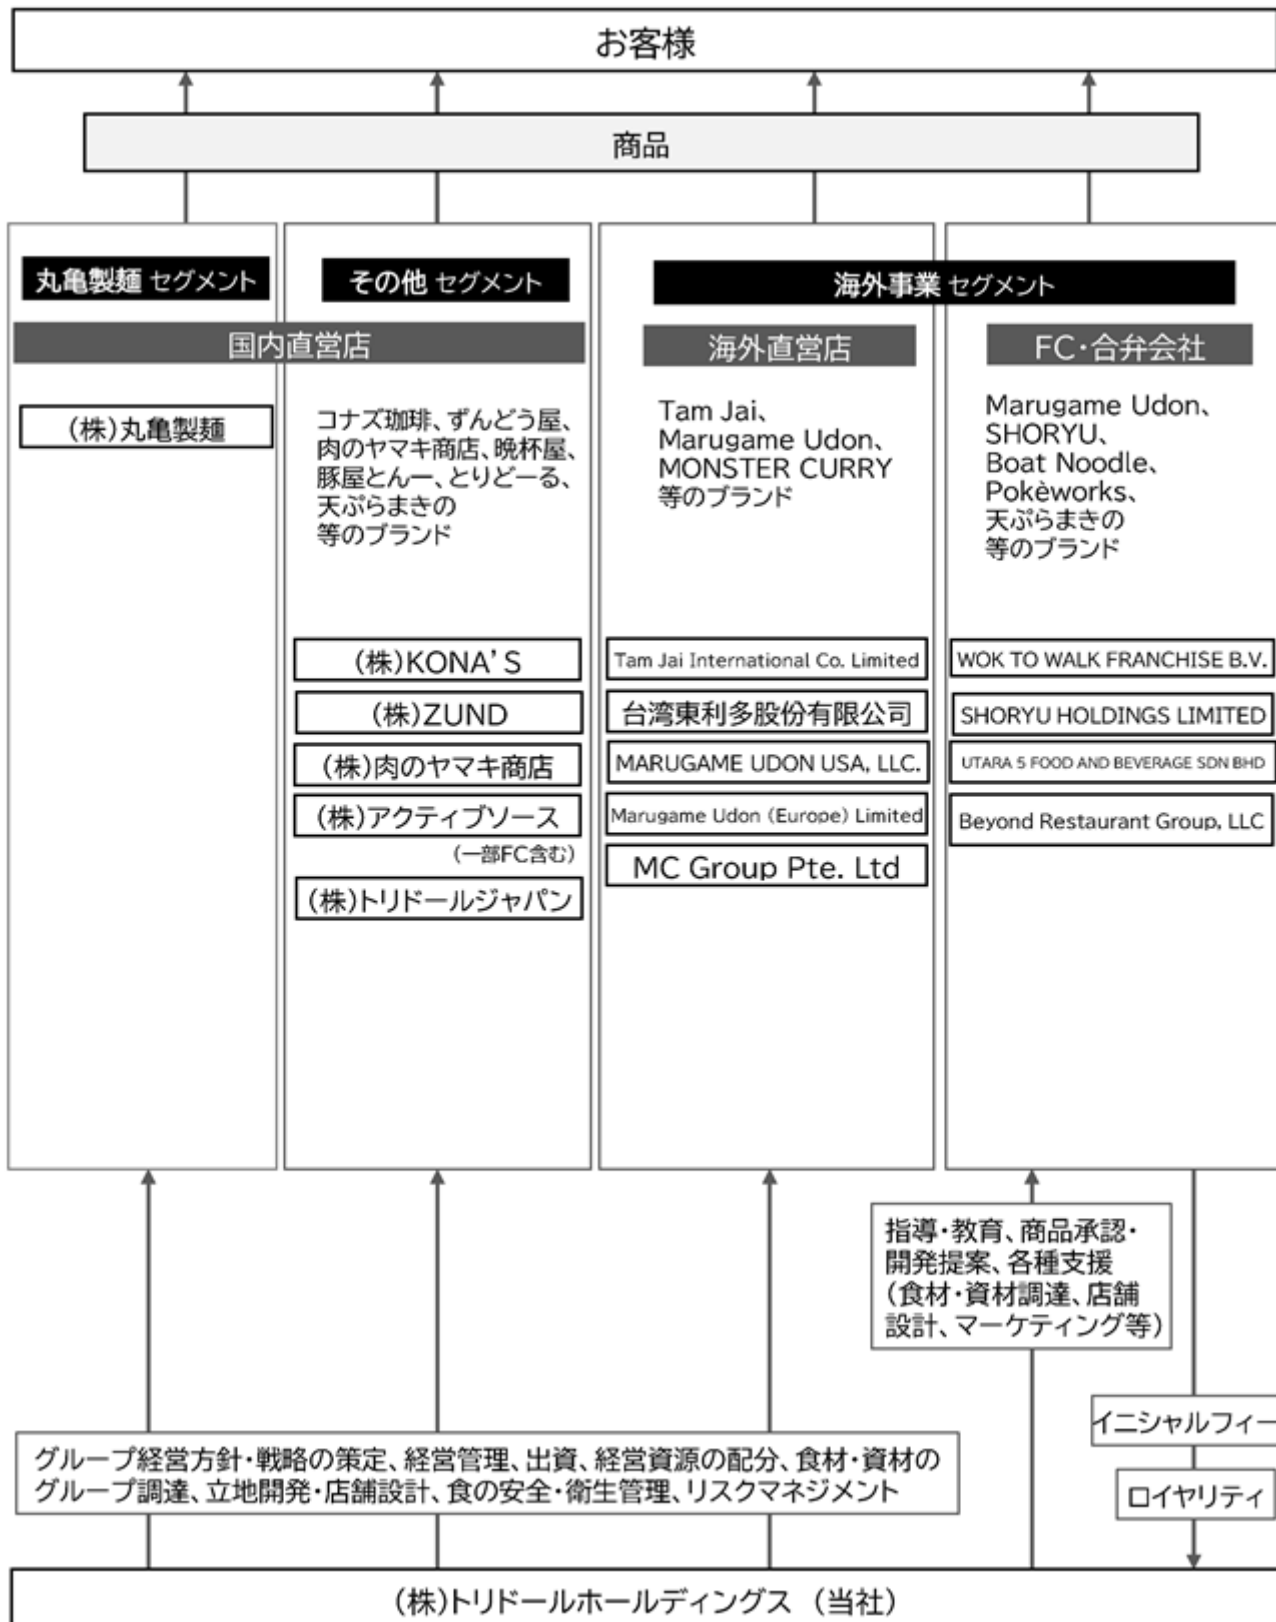 お客様
商品
丸亀製麺 セグメント
その他 セグメント
海外事業 セグメント
国内直営店
海外直営店
FC・合弁会社
(株)丸亀製麺
コナズ珈琲、ずんどう屋、
肉のヤマキ商店、晩杯屋、
豚屋とん一、とりどーる、
天ぷらまきの
等のブランド
(株)KONA'S
(株)ZUND
(株)肉のヤマキ商店
(株)アクティブソース
(一部FC含む)
(株)トリドールジャパン
Tam Jai、
Marugame Udon、
MONSTER CURRY
等のブランド
Tam Jai International Co. Limited
台湾東利多股份有限公司
MARUGAME UDON USA, LLC.
Marugame Udon (Europe) Limited
MC Group Pte. Ltd
Marugame Udon、
SHORYU、
Boat Noodle、
Pokèworks、
天ぷらまきの
等のブランド
WOK TO WALK FRANCHISE B.V.
SHORYU HOLDINGS LIMITED
UTARA 5 FOOD AND BEVERAGE SDN BHD
Beyond Restaurant Group, LLC
指導・教育、商品承認・
開発提案、各種支援
(食材・資材調達、店舗
設計、マーケティング等)
イニシャルフィー
ロイヤリティ
グループ経営方針・戦略の策定、経営管理、出資、経営資源の配分、食材・資材の
グループ調達、立地開発・店舗設計、食の安全・衛生管理、リスクマネジメント
(株)トリドールホールディングス (当社)